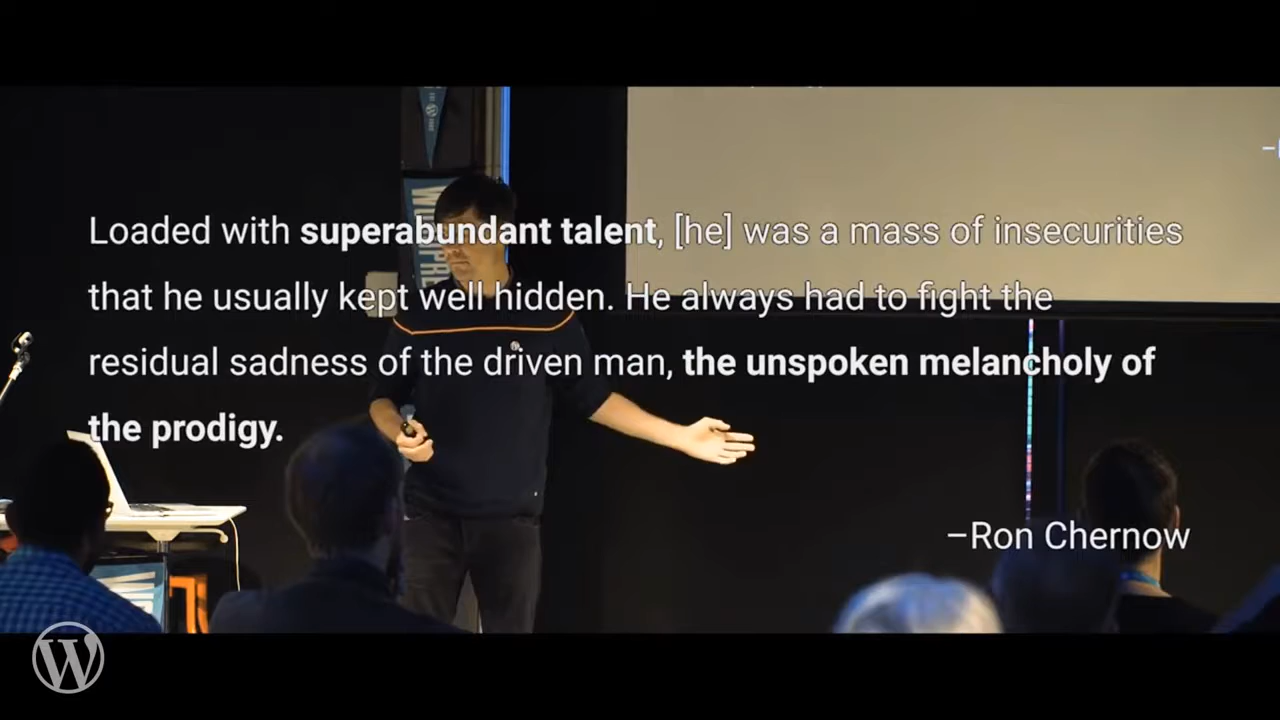 Loaded with superabundant talent, [he] was a mass of insecurities
that he usually kept well hidden. He always had to fight the
residual sadness of the driven man, the unspoken melancholy of
the prodigy.
–Ron Chernow